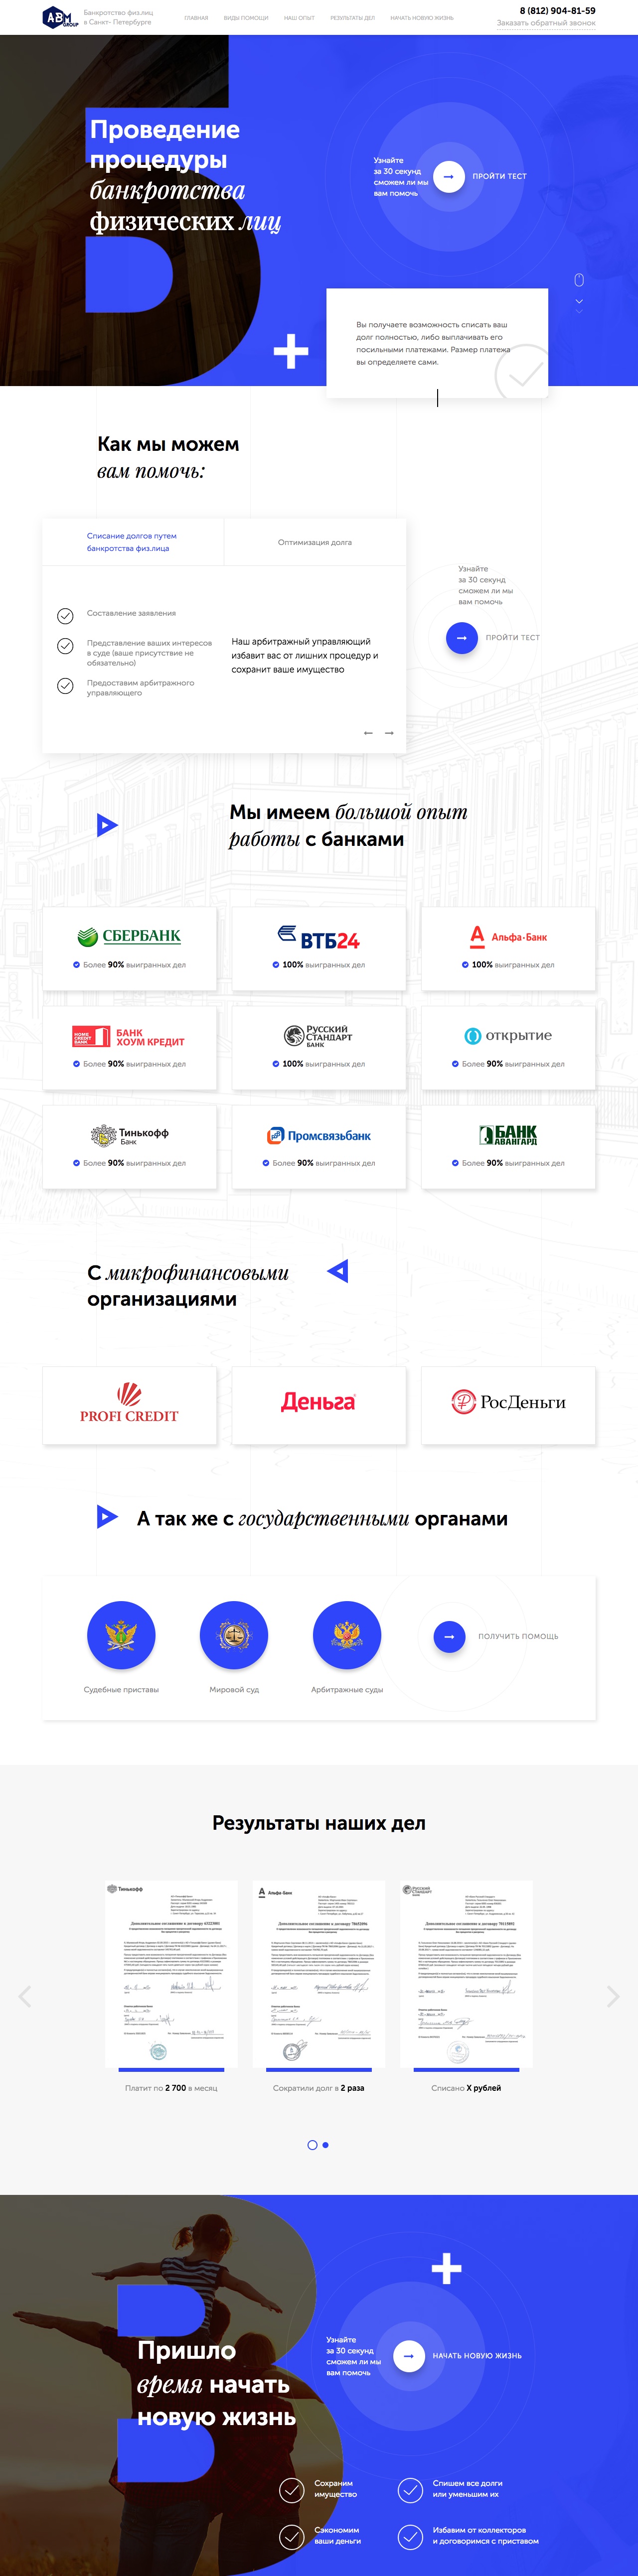 ABM GROUP
Банкротство физ.лиц
в Санкт- Петербурге
ГЛАВНАЯ
ВИДЫ ПОМОЩИ
НАШ ОПЫТ
РЕЗУЛЬТАТЫ ДЕЛ
НАЧАТЬ НОВУЮ ЖИЗНЬ
8 (812) 904-81-59
Заказать обратный звонок
Проведение
процедуры
банкротства
физических лиц
Узнайте
за 30 секунд
сможем ли мы
вам помочь
ПРОЙТИ ТЕСТ
Вы получаете возможность списать ваш
долг полностью, либо выплачивать его
посильными платежами. Размер платежа
вы определяете сами.
Как мы можем
вам помочь:
Списание долгов путем
банкротства физ.лица
Оптимизация долга
Составление заявления
Представление ваших интересов
в суде (ваше присутствие не
обязательно)
Предоставим арбитражного
управляющего
Наш арбитражный управляющий
избавит вас от лишних процедур и
сохранит ваше имущество
Узнайте
за 30 секунд
сможем ли мы
вам помочь
ПРОЙТИ ТЕСТ
Мы имеем большой опыт
работы с банками
СБЕРБАНК
Более 90% выигранных дел
ВТБ24
100% выигранных дел
Альфа·Банк
100% выигранных дел
HOME CREDIT BANK
БАНК
ХОУМ КРЕДИТ
Более 90% выигранных дел
РУССКИЙ
СТАНДАРТ
БАНК
100% выигранных дел
открытие
Более 90% выигранных дел
Тинькофф
Банк
Более 90% выигранных дел
Промсвязьбанк
Более 90% выигранных дел
БАНК
АВАНГАРД
Более 90% выигранных дел
С микрофинансовыми
организациями
PROFI CREDIT
Деньга
РосДеньги
А так же с государственными органами
Судебные приставы
Мировой суд
Арбитражные суды
ПОЛУЧИТЬ ПОМОЩЬ
Результаты наших дел
Тинькофф
Альфа·Банк
РУССКИЙ
СТАНДАРТ
Платит по 2 700 в месяц
Сократили долг в 2 раза
Списано X рублей
Пришло
время начать
новую жизнь
Узнайте
за 30 секунд
сможем ли мы
вам помочь
НАЧАТЬ НОВУЮ ЖИЗНЬ
Сохраним
имущество
Спишем все долги
или уменьшим их
Сэкономим
ваши деньги
Избавим от коллекторов
и договоримся с приставом